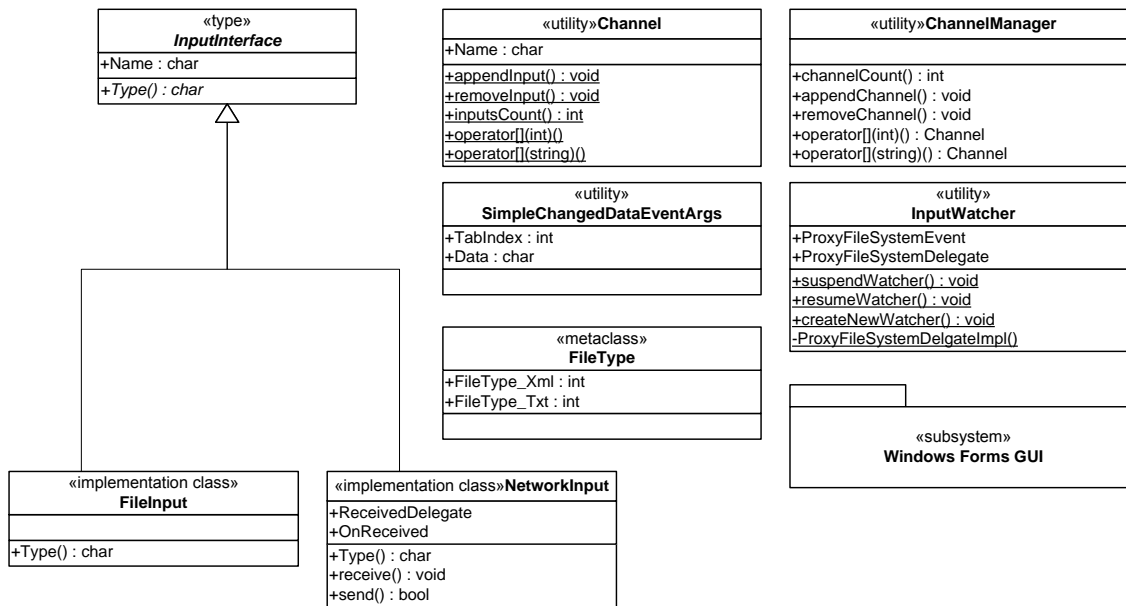 «type»
InputInterface
+Name : char
+Type() : char
«utility»Channel
+Name : char
+appendInput() : void
+removeInput() : void
+inputsCount() : int
+operator[](int)()
+operator[](string)()
«utility»ChannelManager
+channelCount() : int
+appendChannel() : void
+removeChannel() : void
+operator[](int)() : Channel
+operator[](string)() : Channel
«utility»
SimpleChangedDataEventArgs
+TabIndex : int
+Data : char
«utility»
InputWatcher
+ProxyFileSystemEvent
+ProxyFileSystemDelegate
+suspendWatcher() : void
+resumeWatcher() : void
+createNewWatcher() : void
-ProxyFileSystemDelgateImpl()
«metaclass»
FileType
+FileType_Xml : int
+FileType_Txt : int
«subsystem»
Windows Forms GUI
«implementation class»
FileInput
+Type() : char
«implementation class»NetworkInput
+ReceivedDelegate
+OnReceived
+Type() : char
+receive() : void
+send() : bool